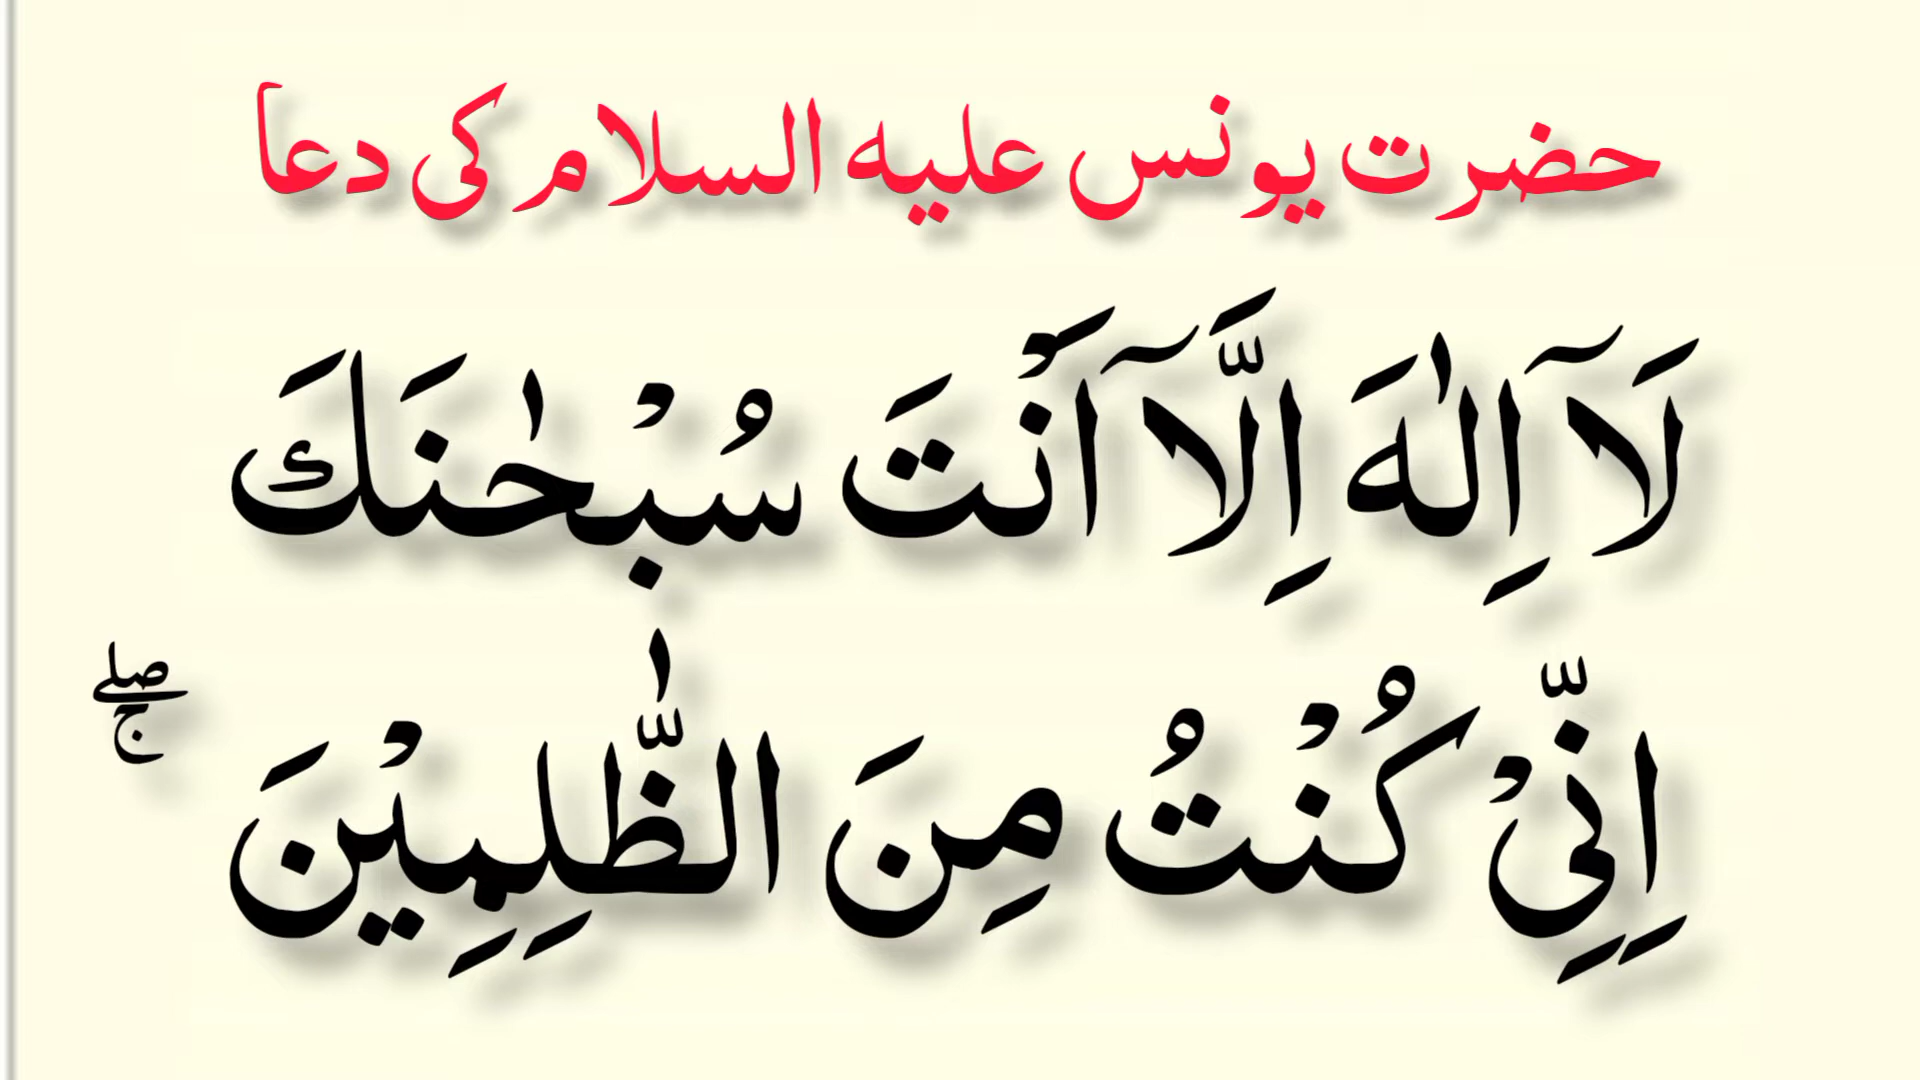 حضرت یونس علیہ السلام کی دعا
لَآ اِلٰهَ اِلَّآ اَنْتَ سُبْحٰنَكَ
اِنِّیْ كُنْتُ مِنَ الظّٰلِمِیْنَ ۖۚ